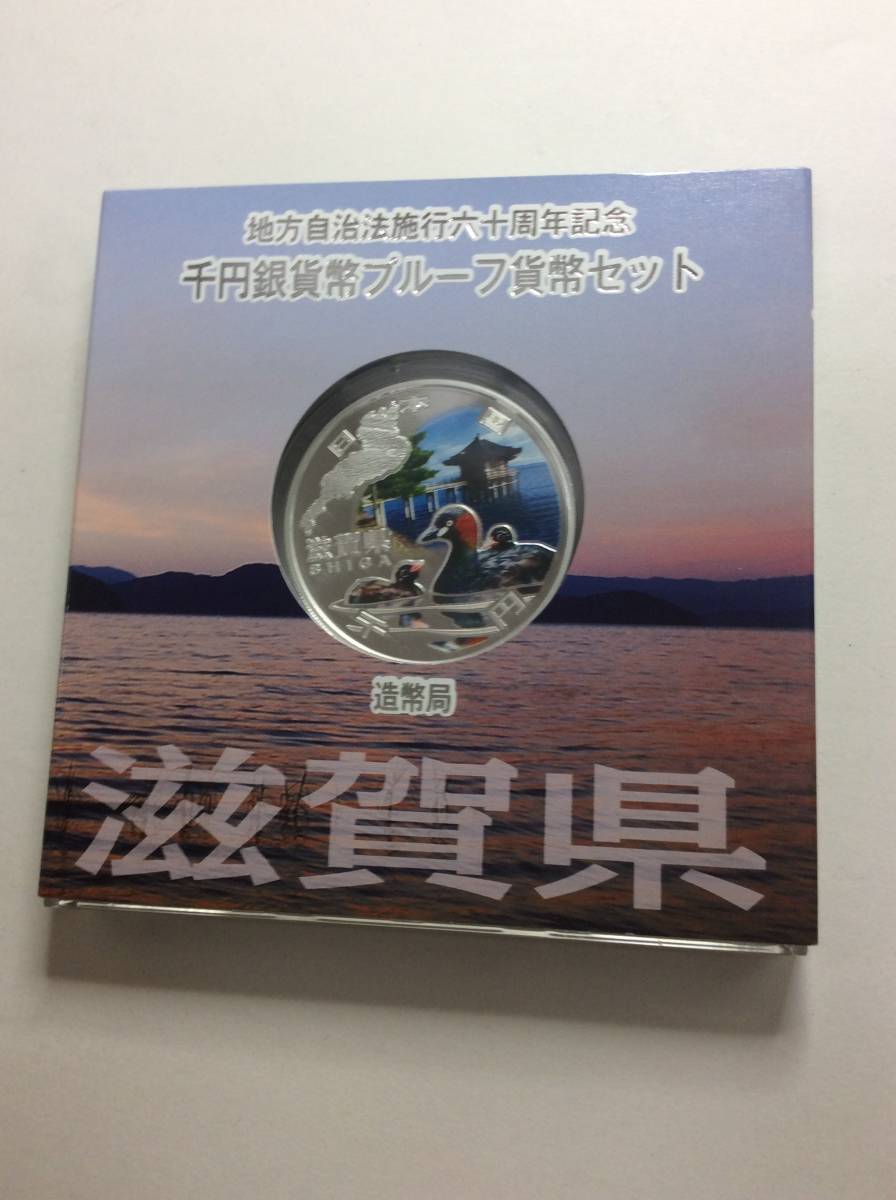 地方自治法施行六十周年記念
千円銀貨幣プルーフ貨幣セット
日本国
滋賀県
SHIGA
千円
造幣局
滋賀県